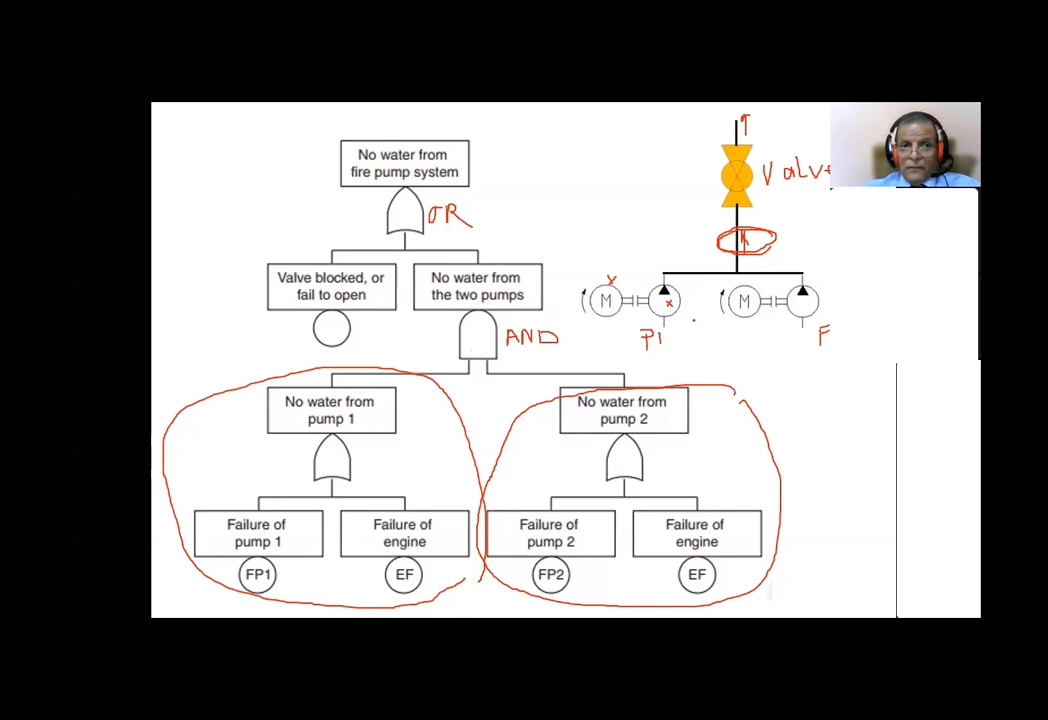 No water from
fire pump system
OR
Valve
Valve blocked, or
fail to open
No water from
the two pumps
M
M
AND
P1
No water from
pump 1
No water from
pump 2
Failure of
pump 1
Failure of
engine
Failure of
pump 2
Failure of
engine
FP1
EF
FP2
EF